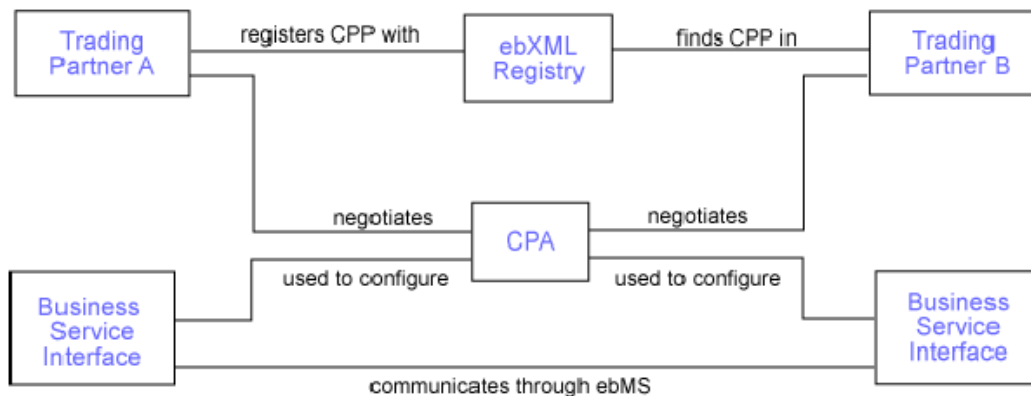 Trading
Partner A
registers CPP with
ebXML
Registry
finds CPP in
Trading
Partner B
negotiates
CPA
negotiates
used to configure
used to configure
Business
Service
Interface
Business
Service
Interface
communicates through ebMS